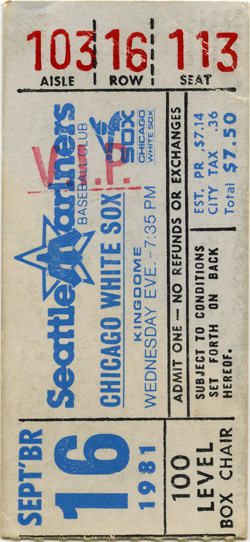 103 16 113
AISLE ROW SEAT
Seattle Mariners
BASEBALL CLUB
V.I.P.
CHICAGO WHITE SOX
SOX
CHICAGO
WHITE SOX
KINGDOME
WEDNESDAY EVE. - 7:35 PM
ADMIT ONE — NO REFUNDS OR EXCHANGES
EST. PR. $7.14
CITY TAX .36
Total $7.50
SUBJECT TO CONDITIONS
SET FORTH ON BACK
HEREOF.
SEPT'BR
16
1981
100
LEVEL
BOX CHAIR